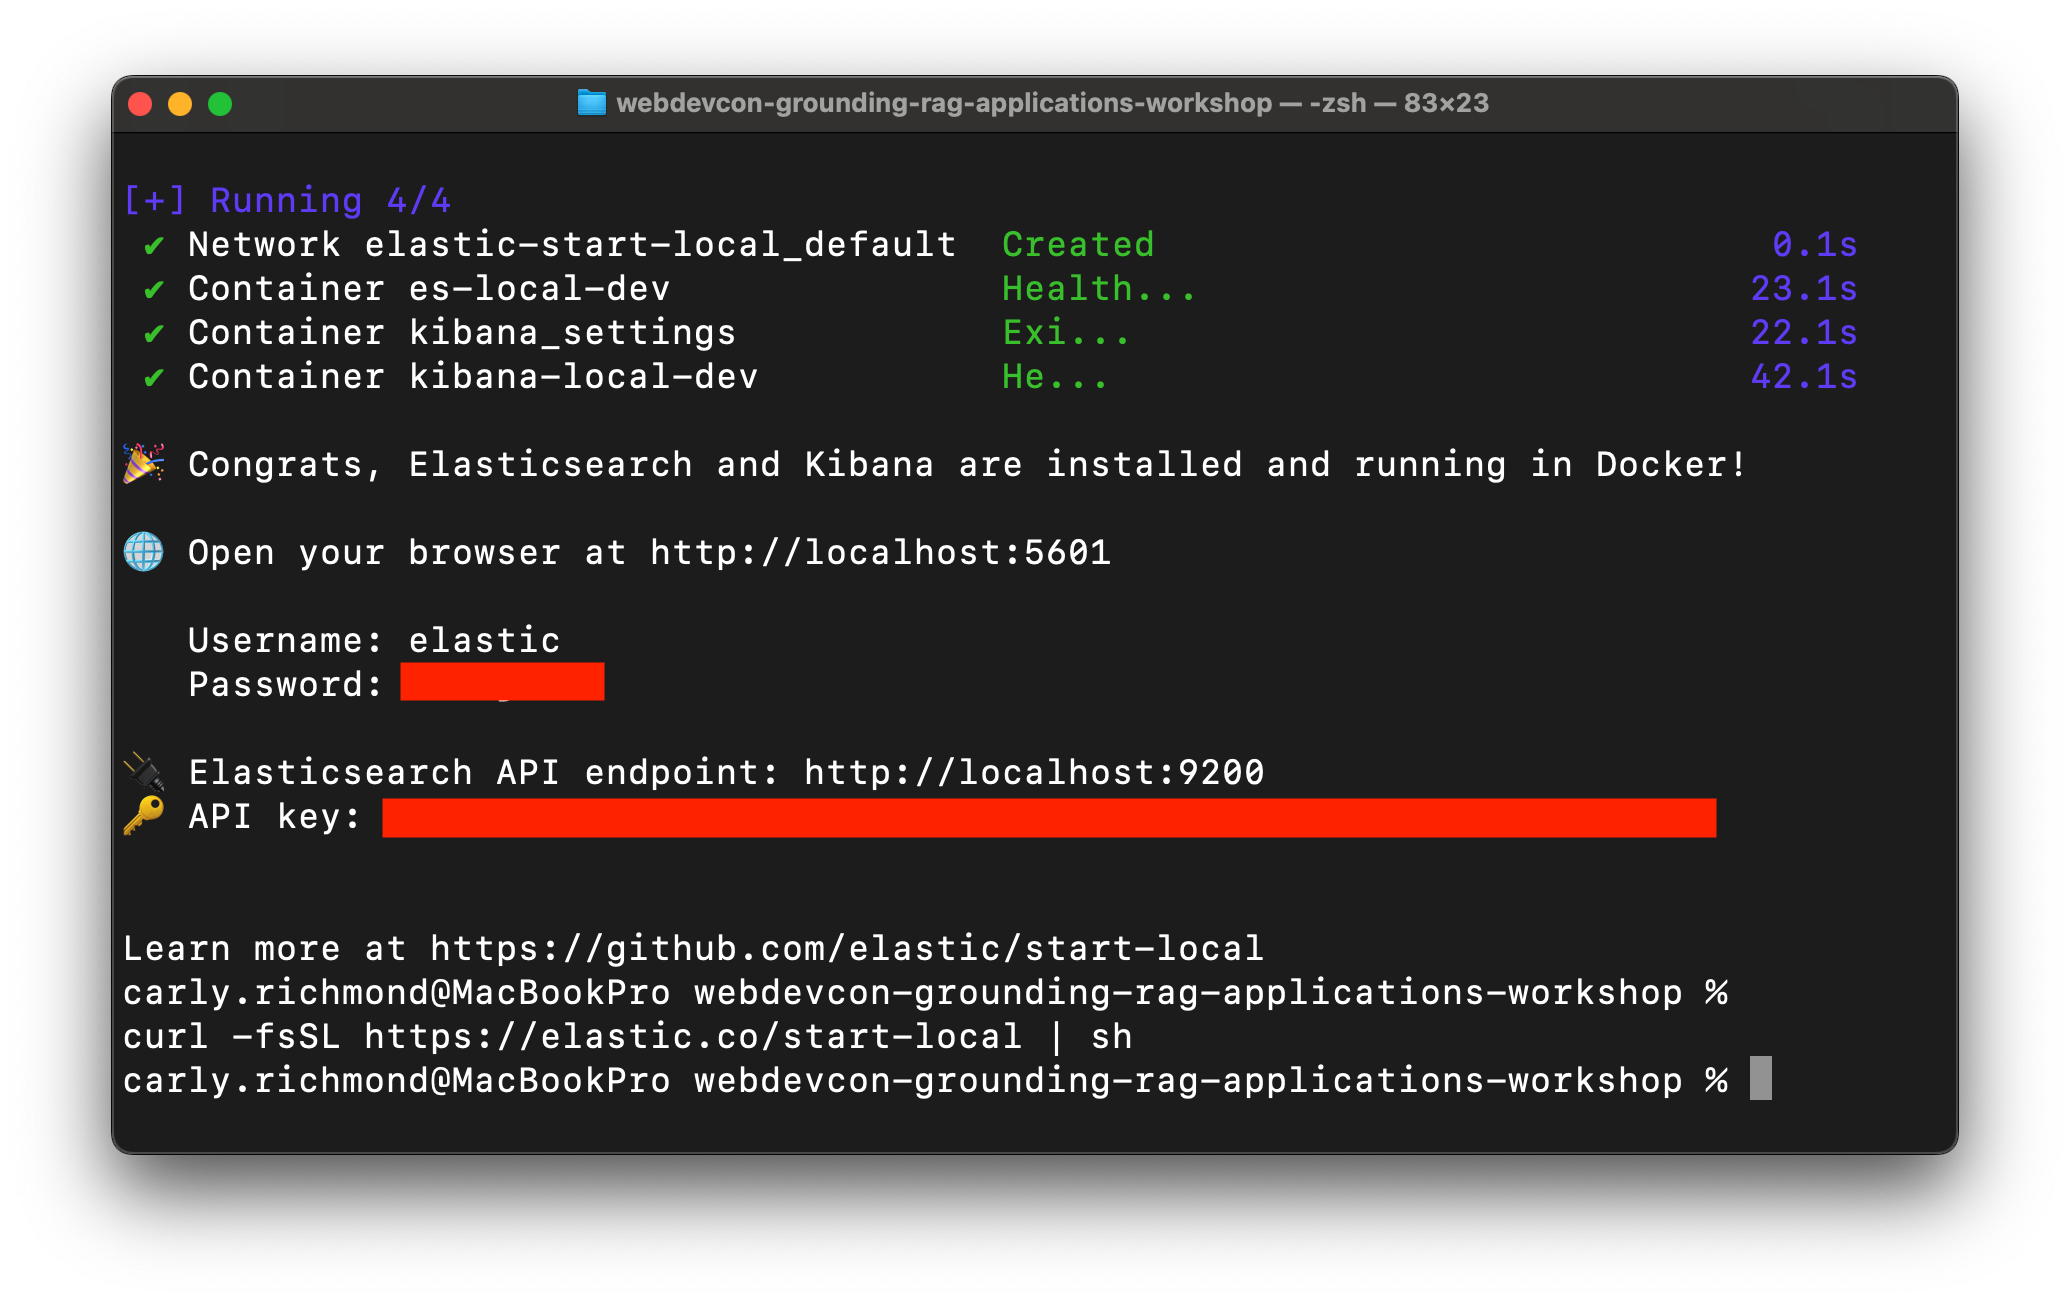 webdevcon-grounding-rag-applications-workshop — -zsh — 83×23
[+] Running 4/4
✔ Network elastic-start-local_default Created 0.1s
✔ Container es-local-dev Health... 23.1s
✔ Container kibana_settings Exi... 22.1s
✔ Container kibana-local-dev He... 42.1s
🎉 Congrats, Elasticsearch and Kibana are installed and running in Docker!
🌐 Open your browser at http://localhost:5601
Username: elastic
Password:
🔌 Elasticsearch API endpoint: http://localhost:9200
🔑 API key:
Learn more at https://github.com/elastic/start-local
carly.richmond@MacBookPro webdevcon-grounding-rag-applications-workshop %
curl -fsSL https://elastic.co/start-local | sh
carly.richmond@MacBookPro webdevcon-grounding-rag-applications-workshop %